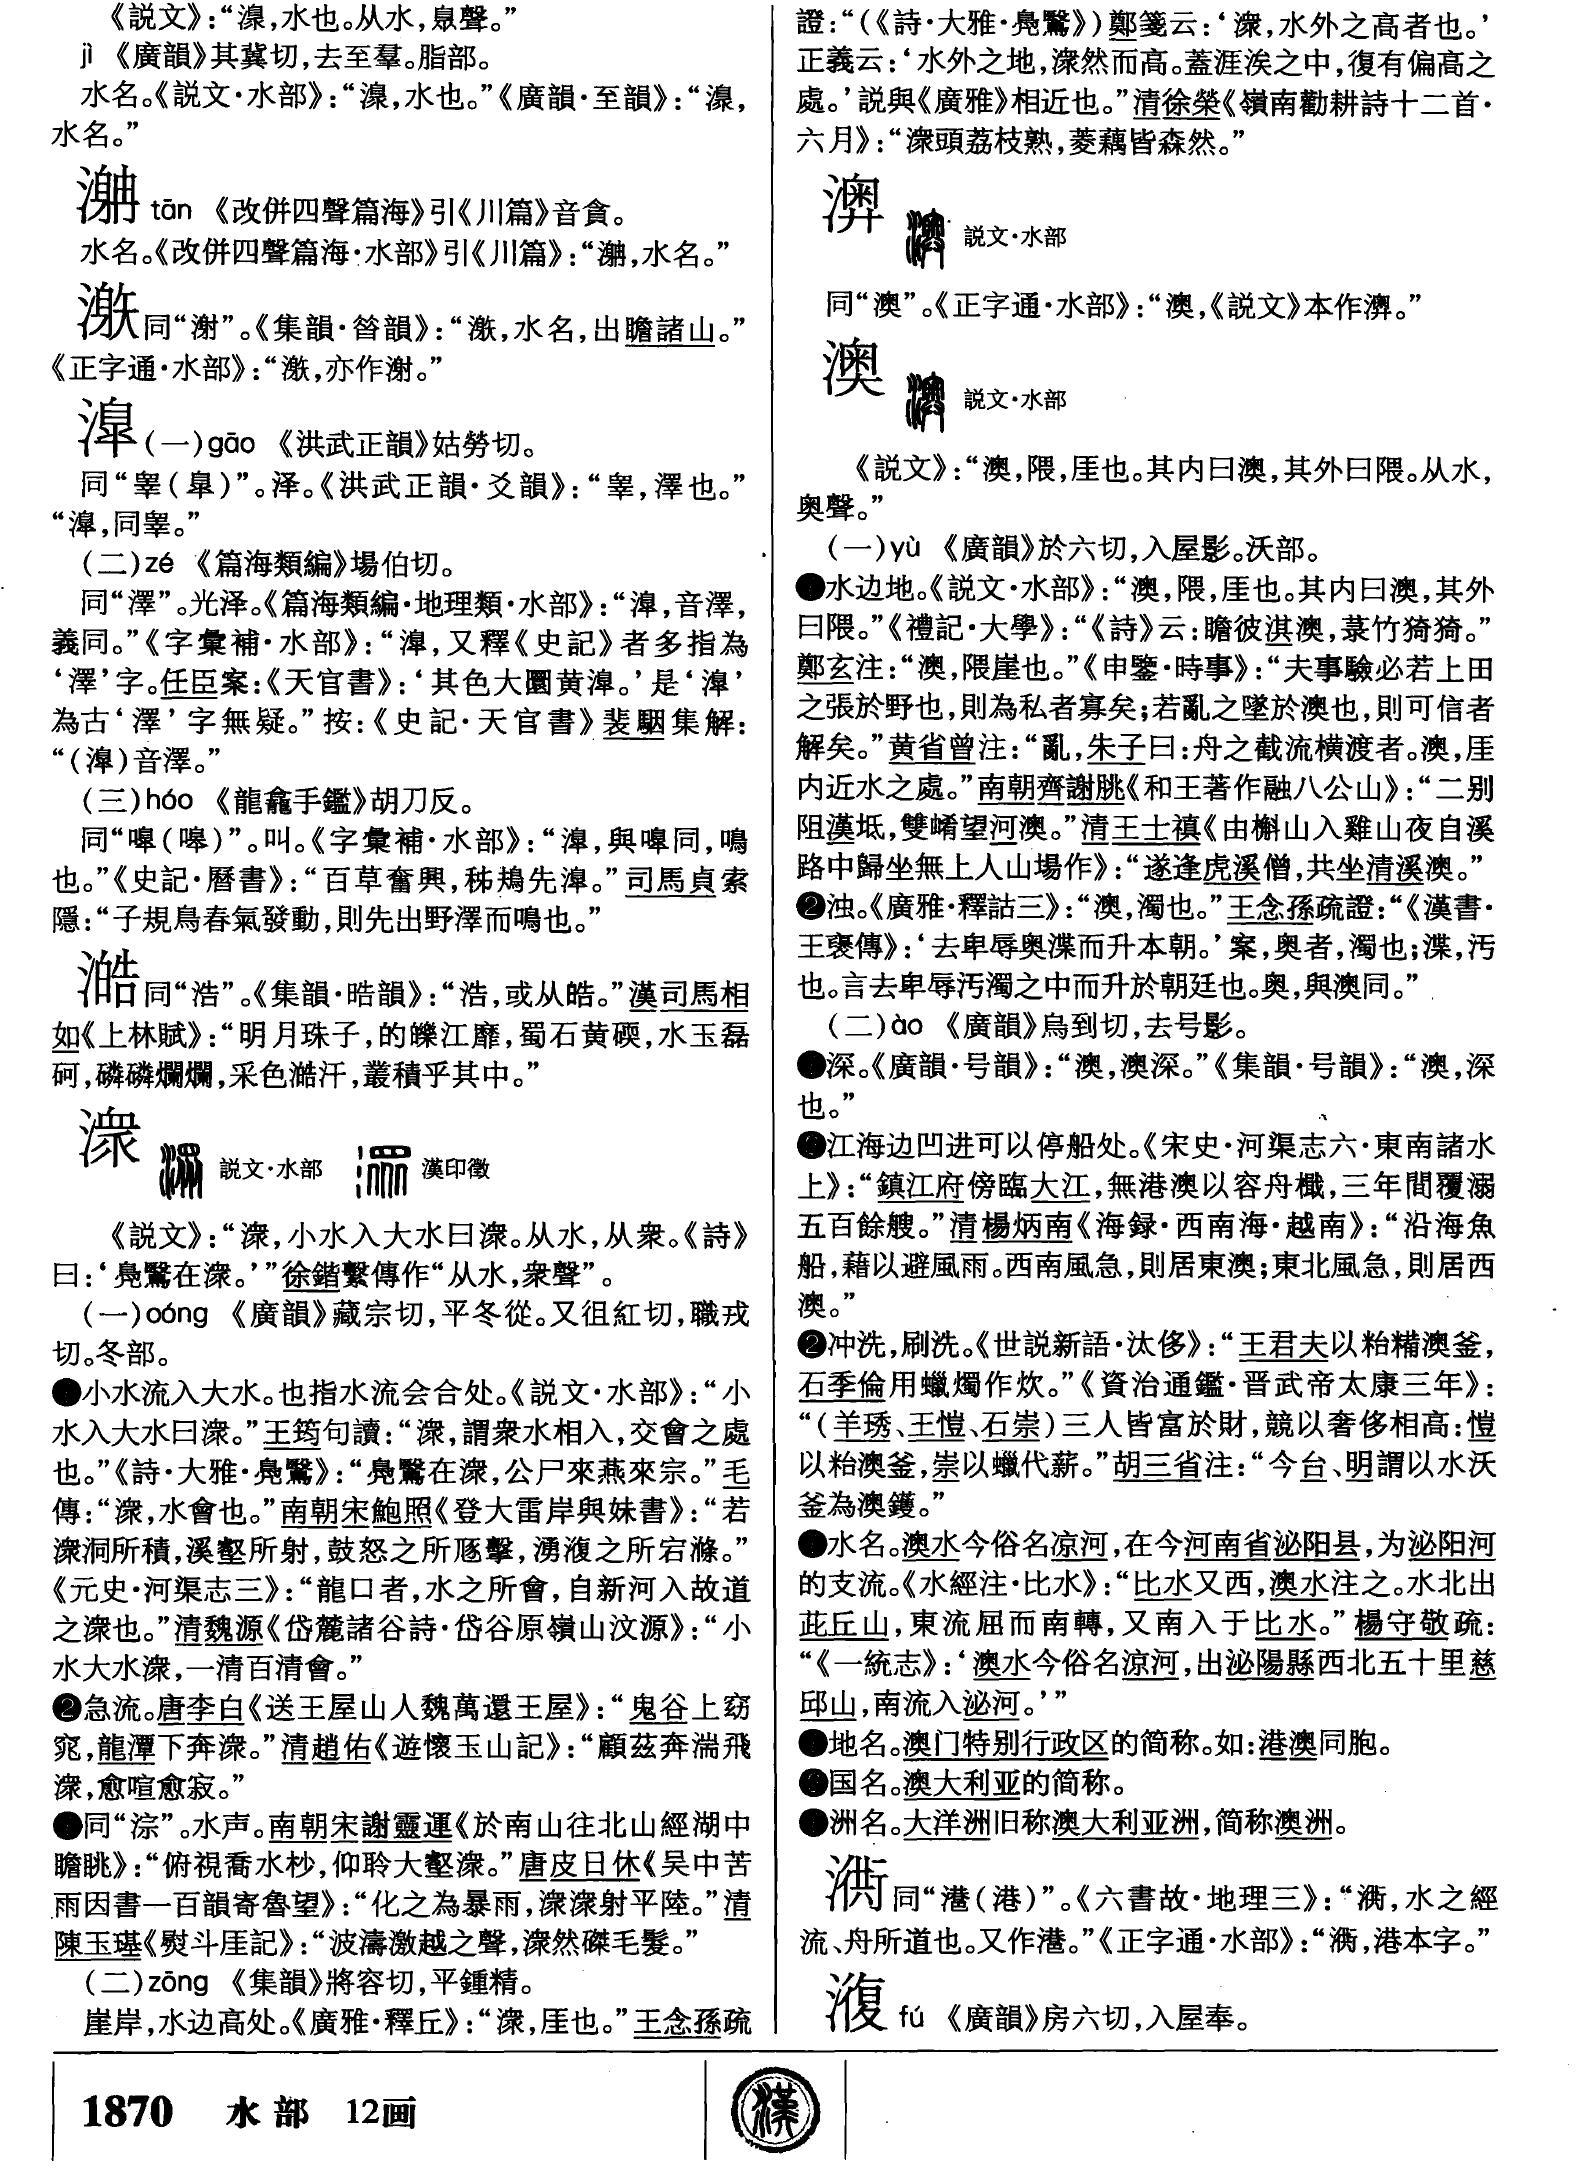 《説文》：“湶，水也。从水，臮聲。”
jì 《廣韻》其冀切，去至羣。脂部。
水名。《説文·水部》：“，水也。”《廣韻·至韻》：“，
水名。”
tān 《改併四聲篇海》引《川篇》音貪。
水名。《改併四聲篇海·水部》引《川篇》：“，水名。”
同“澍”。《集韻·䇞韻》：“，水名，出瞻諸山。”
《正字通·水部》：“，亦作。”
滜(一)gāo 《洪武正韻》姑勞切。
同“睾(皐)”。泽。《洪武正韻·爻韻》：“睾，澤也。”
“滜，同睾。”
(二)zé 《篇海類編》場伯切。
同“澤”。光泽。《篇海類編·地理類·水部》：“滜，音澤，
義同。”《字彙補·水部》：“滜，又釋《史記》者多指為
‘澤’字。任臣案：《天官書》：‘其色大圜黄滜。’是‘滜’
為古‘澤’字無疑。”按：《史記·天官書》裴駰集解：
“(滜)音澤。”
(三)háo 《龍龕手鑑》胡刀反。
同“嘷(嗥)”。叫。《字彙補·水部》：“滜，與嘷同，鳴
也。”《史記·曆書》：“百草奮興，秭鳺先滜。”司馬貞索
隱：“子規鳥春氣發動，則先出野澤而鳴也。”
澔同“浩”。《集韻·晧韻》：“浩，或从皓。”漢司馬相
如《上林賦》：“明月珠子，的皪江靡，蜀石黄碝，水玉磊
砢，磷磷爛爛，采色澔汗，叢積乎其中。”
潨 説文·水部 漢印徵
《説文》：“潨，小水入大水曰潨。从水，从衆。《詩》
曰：‘鳧鷖在潨。’”徐鍇繫傳作“从水，衆聲”。
(一)cóng 《廣韻》藏宗切，平冬從。又徂紅切，職戎
切。冬部。
❶小水流入大水。也指水流会合处。《説文·水部》：“小
水入大水曰潨。”王筠句讀：“潨，謂衆水相入，交會之處
也。”《詩·大雅·鳧鷖》：“鳧鷖在潨，公尸來燕來宗。”毛
傳：“潨，水會也。”南朝宋鮑照《登大雷岸與妹書》：“若
潨洞所積，溪壑所射，鼓怒之所豗擊，湧澓之所宕滌。”
《元史·河渠志三》：“龍口者，水之所會，自新河入故道
之潨也。”清魏源《岱麓諸谷詩·岱谷原嶺山汶源》：“小
水大水潨，一清百清會。”
❷急流。唐李白《送王屋山人魏萬還王屋》：“鬼谷上窈
窕，龍潭下奔潨。”清趙佑《遊懷玉山記》：“顧茲奔湍飛
潨，愈喧愈寂。”
❸同“淙”。水声。南朝宋謝靈運《於南山往北山經湖中
瞻眺》：“俯視喬木杪，仰聆大壑潨。”唐皮日休《吴中苦
雨因書一百韻寄魯望》：“化之為暴雨，潨潨射平陸。”清
陳玉璂《熨斗厓記》：“波濤激越之聲，潨然磔毛髮。”
(二)zōng 《集韻》將容切，平鍾精。
崖岸，水边高处。《廣雅·釋丘》：“潨，厓也。”王念孫疏
證：“(《詩·大雅·鳧鷖》)鄭箋云：‘潨，水外之高者也。’
正義云：‘水外之地，潨然而高。蓋涯涘之中，復有偏高之
處。’説與《廣雅》相近也。”清徐榮《嶺南勸耕詩十二首·
六月》：“潨頭荔枝熟，菱藕皆森然。”
説文·水部
同“澳”。《正字通·水部》：“澳，《説文》本作。”
澳 説文·水部
《説文》：“澳，隈，厓也。其内曰澳，其外曰隈。从水，
奥聲。”
(一)yù 《廣韻》於六切，入屋影。沃部。
❶水边地。《説文·水部》：“澳，隈，厓也。其内曰澳，其外
曰隈。”《禮記·大學》：“《詩》云：瞻彼淇澳，菉竹猗猗。”
鄭玄注：“澳，隈崖也。”《申鑒·時事》：“夫事驗必若上田
之張於野也，則為私者寡矣；若亂之墜於澳也，則可信者
解矣。”黄省曾注：“亂，朱子曰：舟之截流横渡者。澳，厓
内近水之處。”南朝齊謝朓《和王著作融八公山》：“二别
阻漢坻，雙崤望河澳。”清王士禛《由槲山入雞山夜自溪
路中歸坐無上人山場作》：“遂逢虎溪僧，共坐清溪澳。”
❷浊。《廣雅·釋詁三》：“澳，濁也。”王念孫疏證：“《漢書·
王褒傳》：‘去卑辱奥渫而升本朝。’案，奥者，濁也；渫，汚
也。言去卑辱汚濁之中而升於朝廷也。奥，與澳同。”
(二)ào 《廣韻》烏到切，去号影。
❶深。《廣韻·号韻》：“澳，澳深。”《集韻·号韻》：“澳，深
也。”
❷江海边凹进可以停船处。《宋史·河渠志六·東南諸水
上》：“鎮江府傍臨大江，無港澳以容舟檝，三年間覆溺
五百餘艘。”清楊炳南《海録·西南海·越南》：“沿海魚
船，藉以避風雨。西南風急，則居東澳；東北風急，則居西
澳。”
❸冲洗，刷洗。《世説新語·汰侈》：“王君夫以䊠糒澳釜，
石季倫用蠟燭作炊。”《資治通鑑·晋武帝太康三年》：
“(羊琇、王愷、石崇)三人皆富於財，競以奢侈相高：愷
以䊠澳釜，崇以蠟代薪。”胡三省注：“今台、明謂以水沃
釜為澳鑊。”
❹水名。澳水今俗名凉河，在今河南省泌阳县，为泌阳河
的支流。《水經注·比水》：“比水又西，澳水注之。水北出
茈丘山，東流屈而南轉，又南入于比水。”楊守敬疏：
“《一統志》：‘澳水今俗名涼河，出泌陽縣西北五十里慈
邱山，南流入泌河。’”
❺地名。澳门特别行政区的简称。如：港澳同胞。
❻国名。澳大利亚的简称。
❼洲名。大洋洲旧称澳大利亚洲，简称澳洲。
同“港(港)”。《六書故·地理三》：“，水之經
流、舟所道也。又作港。”《正字通·水部》：“，港本字。”
澓fú 《廣韻》房六切，入屋奉。
1870 水部 12画
漢